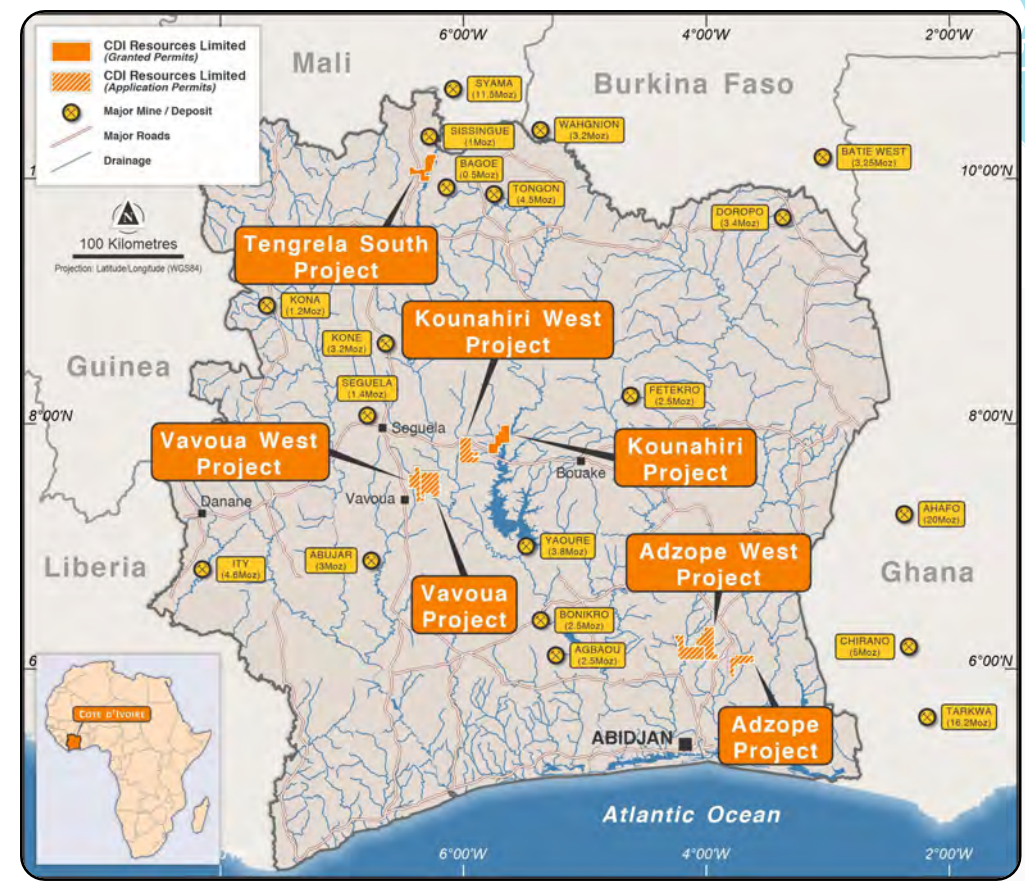 6°00'W
4°00'W
2°00'W
CDI Resources Limited
(Granted Permits)
CDI Resources Limited
(Application Permits)
Major Mine / Deposit
Major Roads
Drainage
Mali
Burkina Faso
SYAMA
(11.5Moz)
SISSINGUE
(1Moz)
WAHGNION
(3.2Moz)
BATIE WEST
(3.25Moz)
BAGOE
(0.5Moz)
TONGON
(4.5Moz)
10°00'N
1
N
100 Kilometres
Projection: Latitude/Longitude (WGS84)
DOROPO
(3.4Moz)
Tengrela South
Project
KONA
(1.2Moz)
Kounahiri West
Project
KONE
(3.2Moz)
Guinea
SEGUELA
(1.4Moz)
FETEKRO
(2.5Moz)
8°00'N
8°00'N
Seguela
Vavoua West
Project
Kounahiri
Project
Bouake
Danane
Vavoua
AHAFO
(20Moz)
YAOURE
(3.8Moz)
Adzope West
Project
Liberia
ITY
(4.6Moz)
ABUJAR
(3Moz)
Ghana
Vavoua
Project
BONIKRO
(2.5Moz)
AGBAOU
(2.5Moz)
CHIRANO
(5Moz)
6
6°00'N
COTE D'IVOIRE
TARKWA
(16.2Moz)
Adzope
Project
ABIDJAN
Atlantic Ocean
6°00'W
4°00'W
2°00'W